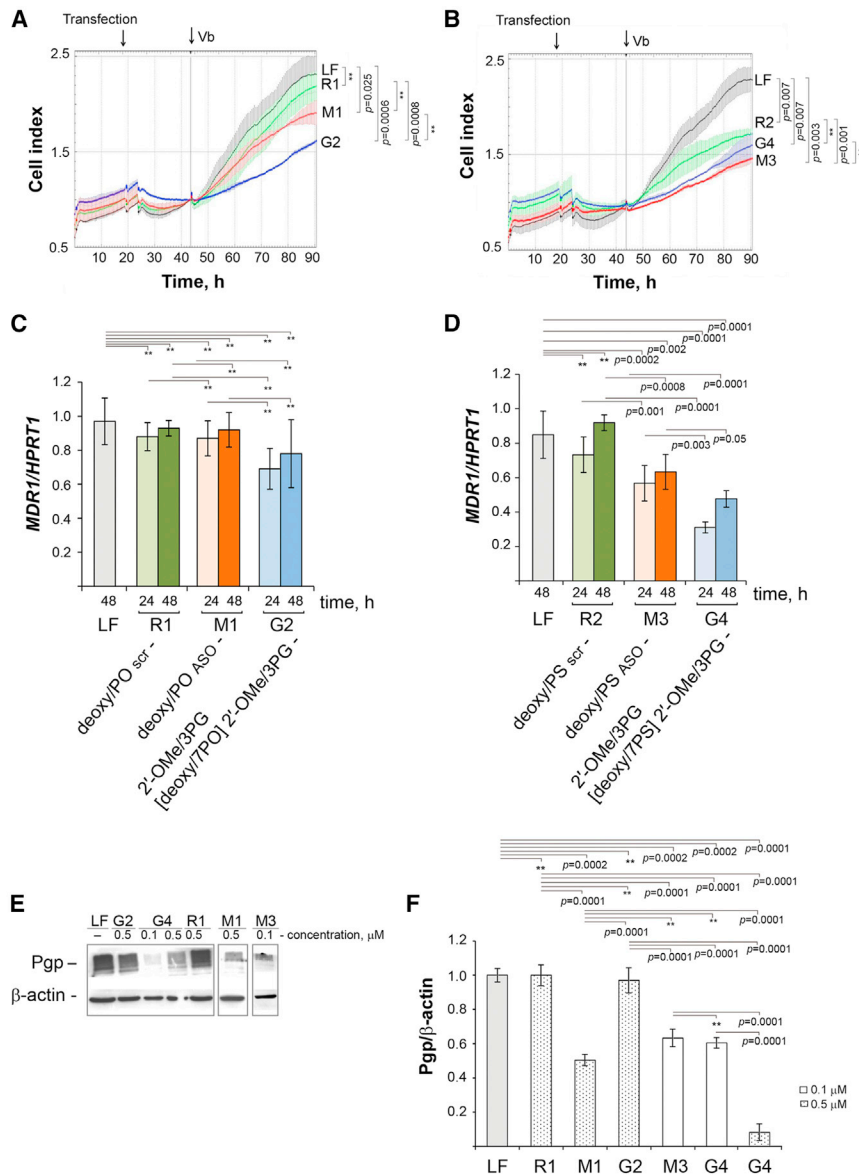 A
Transfection
Vb
2.5
1.5
0.5
Cell index
10 20 30 40 50 60 70 80 90
Time, h
LF
R1
M1
G2
**
p=0.025
p=0.0006
**
p=0.0008
**
B
Transfection
Vb
2.5
1.5
0.5
Cell index
10 20 30 40 50 60 70 80 90
Time, h
LF
R2
G4
M3
p=0.007
p=0.007
p=0.003
**
p=0.001
C
** ** ** ** ** **
** **
** **
** **
1.2
1.0
0.8
0.6
0.4
0.2
MDR1/HPRT1
48 24 48 24 48 24 48 time, h
LF R1 M1 G2
deoxy/PO scr -
deoxy/PO ASO -
2'-OMe/3PG
[deoxy/7PO] 2'-OMe/3PG -
D
p=0.0001
p=0.0001
p=0.002
p=0.0002
** **
p=0.0001
p=0.0008
p=0.0001
p=0.001
p=0.05
p=0.003
1.2
1.0
0.8
0.6
0.4
0.2
MDR1/HPRT1
48 24 48 24 48 24 48 time, h
LF R2 M3 G4
deoxy/PS scr -
deoxy/PS ASO -
2'-OMe/3PG
[deoxy/7PS] 2'-OMe/3PG -
E
LF G2 G4 R1 M1 M3
– 0.5 0.1 0.5 0.5 0.5 0.1 - concentration, μM
Pgp –
β-actin -
F
p=0.0001
p=0.0002
p=0.0002
**
p=0.0002
**
p=0.0001
p=0.0001
p=0.0001
**
p=0.0001
p=0.0001
** **
p=0.0001
p=0.0001
p=0.0001
p=0.0001
p=0.0001
**
p=0.0001
1.2
1.0
0.8
0.6
0.4
0.2
Pgp/β-actin
LF R1 M1 G2 M3 G4 G4
0.1 μM
0.5 μM